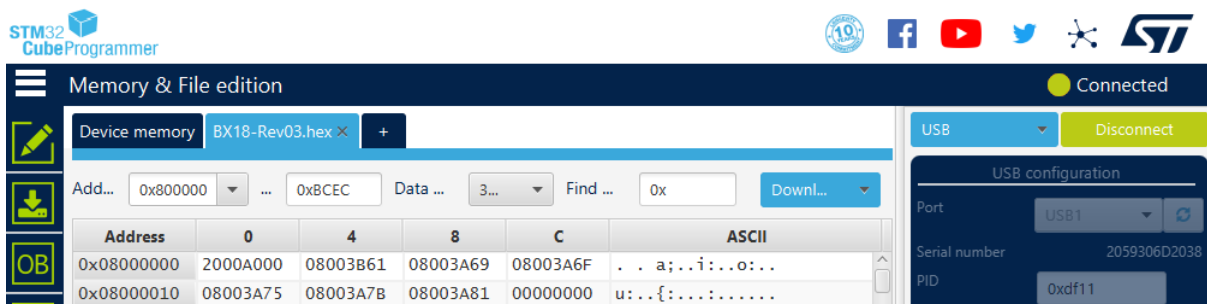 STM32
CubeProgrammer
10
Memory & File edition
Connected
Device memory
BX18-Rev03.hex ×
+
USB
Disconnect
Add...
0x800000
...
0xBCEC
Data ...
3...
Find ...
0x
Downl...
USB configuration
Port
USB1
Address 0 4 8 C ASCII
Serial number 2059306D2038
OB
0x08000000 2000A000 08003B61 08003A69 08003A6F . . a;..i:..o:..
PID 0xdf11
0x08000010 08003A75 08003A7B 08003A81 00000000 u:..{:...:......